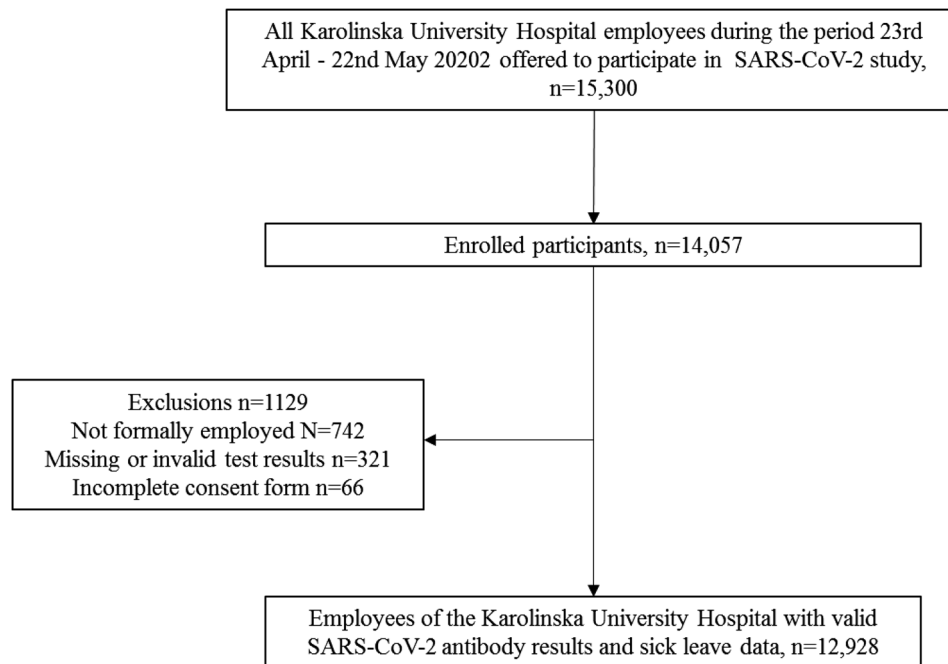 All Karolinska University Hospital employees during the period 23rd
April - 22nd May 20202 offered to participate in SARS-CoV-2 study,
n=15,300
Enrolled participants, n=14,057
Exclusions n=1129
Not formally employed N=742
Missing or invalid test results n=321
Incomplete consent form n=66
Employees of the Karolinska University Hospital with valid
SARS-CoV-2 antibody results and sick leave data, n=12,928